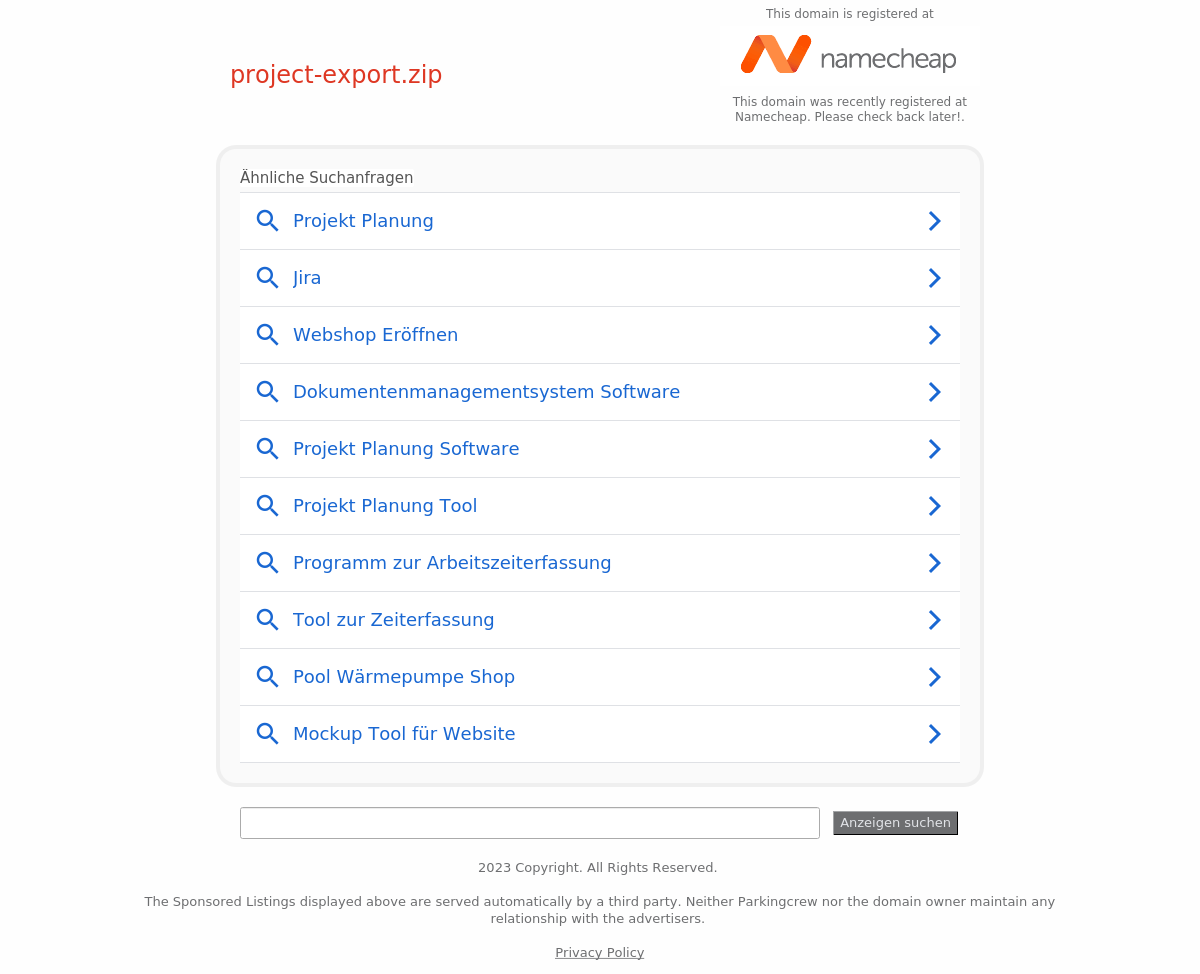 This domain is registered at
namecheap
project-export.zip
This domain was recently registered at
Namecheap. Please check back later!.
Ähnliche Suchanfragen
Projekt Planung
Jira
Webshop Eröffnen
Dokumentenmanagementsystem Software
Projekt Planung Software
Projekt Planung Tool
Programm zur Arbeitszeiterfassung
Tool zur Zeiterfassung
Pool Wärmepumpe Shop
Mockup Tool für Website
Anzeigen suchen
2023 Copyright. All Rights Reserved.
The Sponsored Listings displayed above are served automatically by a third party. Neither Parkingcrew nor the domain owner maintain any
relationship with the advertisers.
Privacy Policy